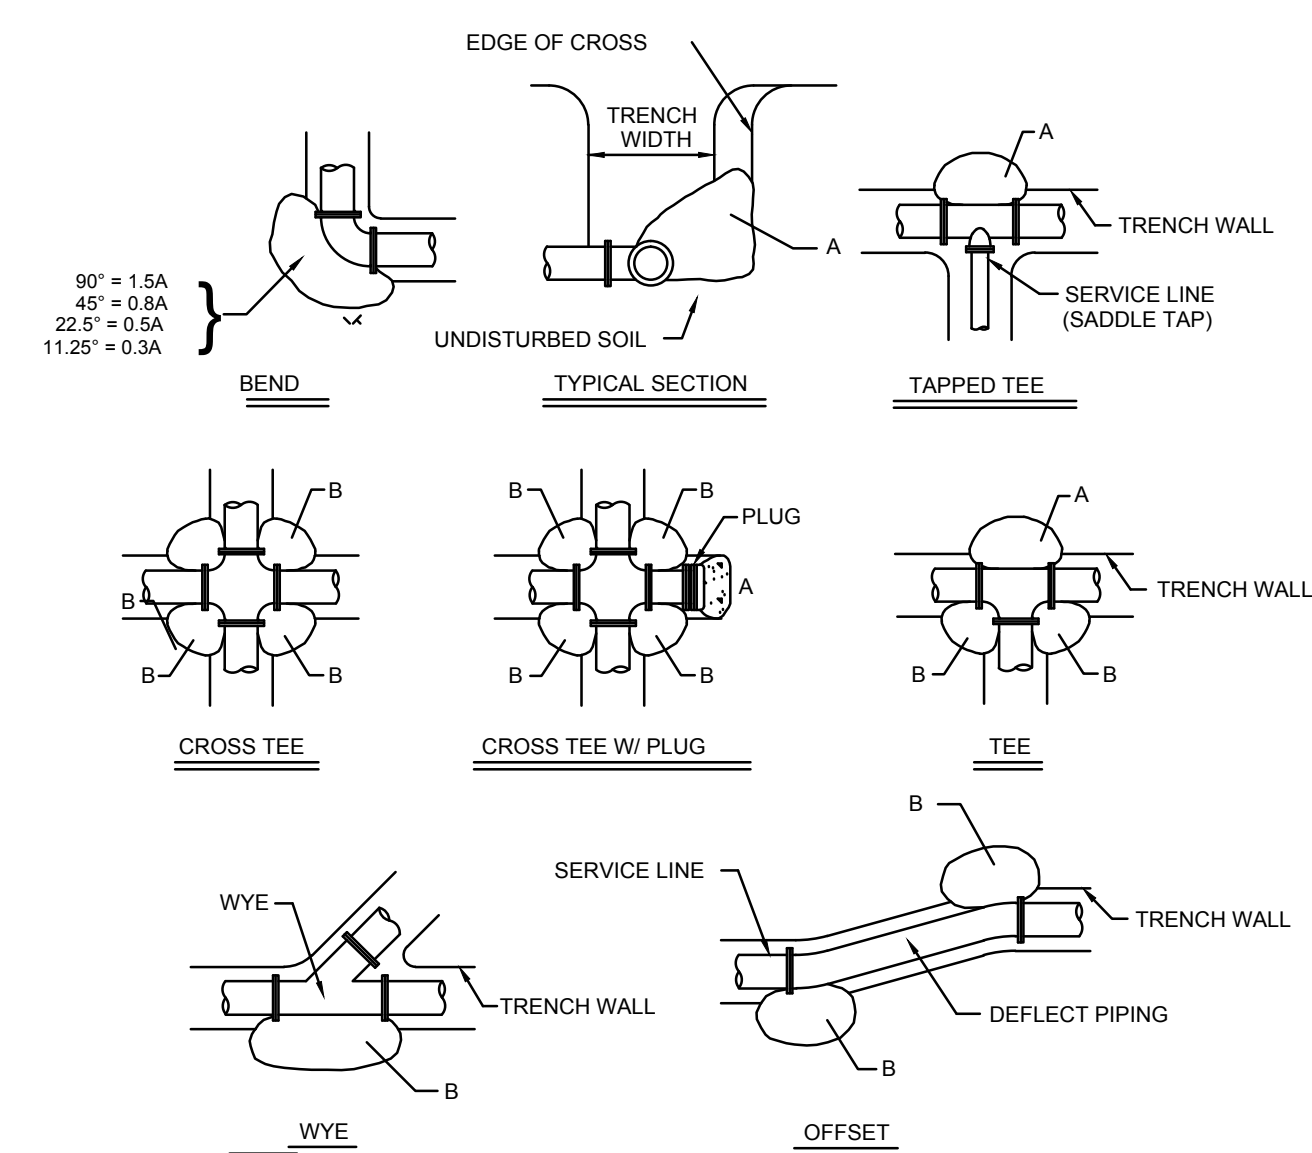 EDGE OF CROSS
TRENCH
WIDTH
A
TRENCH WALL
A
90° = 1.5A
45° = 0.8A
22.5° = 0.5A
11.25° = 0.3A
SERVICE LINE
(SADDLE TAP)
UNDISTURBED SOIL
BEND
TYPICAL SECTION
TAPPED TEE
B
B
B
A
PLUG
TRENCH WALL
A
B
B
B
B
B
B
B
CROSS TEE
CROSS TEE W/ PLUG
TEE
B
SERVICE LINE
WYE
TRENCH WALL
TRENCH WALL
DEFLECT PIPING
B
B
WYE
OFFSET